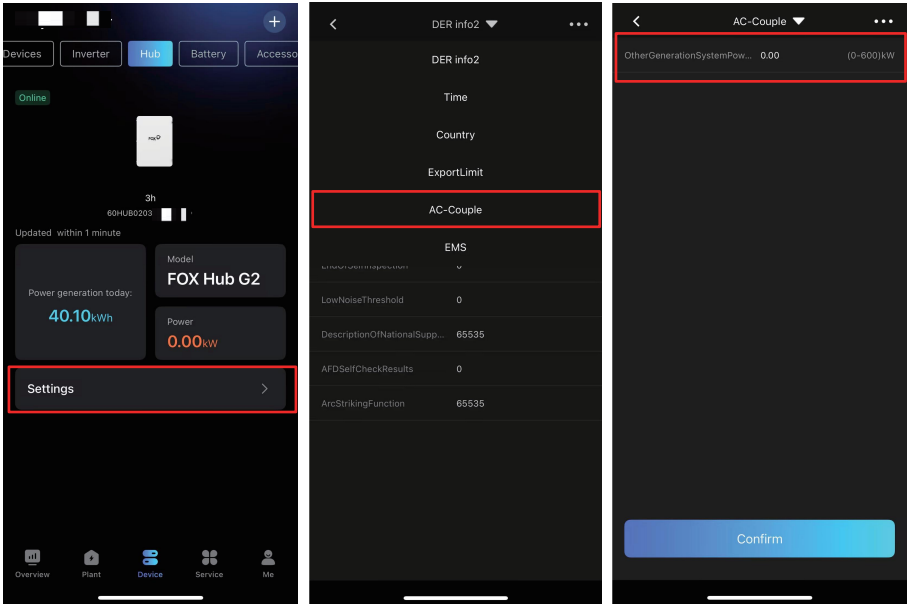 Devices
Inverter
Hub
Battery
Accesso
Online
FOX
3h
60HUB0203
Updated within 1 minute
Power generation today:
40.10kWh
Model
FOX Hub G2
Power
0.00kW
Settings
Overview
Plant
Device
Service
Me
DER info2
DER info2
Time
Country
ExportLimit
AC-Couple
EMS
EndOfSelfInspection 0
LowNoiseThreshold 0
DescriptionOfNationalSupp... 65535
AFDSelfCheckResults 0
ArcStrikingFunction 65535
AC-Couple
OtherGenerationSystemPow... 0.00 (0-600)kW
Confirm